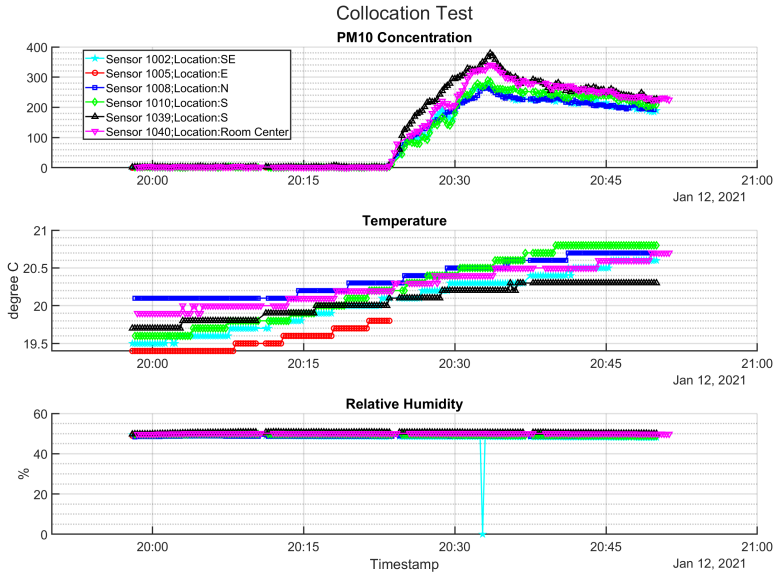 Collocation Test
PM10 Concentration
400
300
200
100
0
Sensor 1002;Location:SE
Sensor 1005;Location:E
Sensor 1008;Location:N
Sensor 1010;Location:S
Sensor 1039;Location:S
Sensor 1040;Location:Room Center
20:00
20:15
20:30
20:45
21:00
Jan 12, 2021
Temperature
degree C
21
20.5
20
19.5
20:00
20:15
20:30
20:45
21:00
Jan 12, 2021
Relative Humidity
%
60
40
20
0
20:00
20:15
20:30
20:45
21:00
Timestamp
Jan 12, 2021